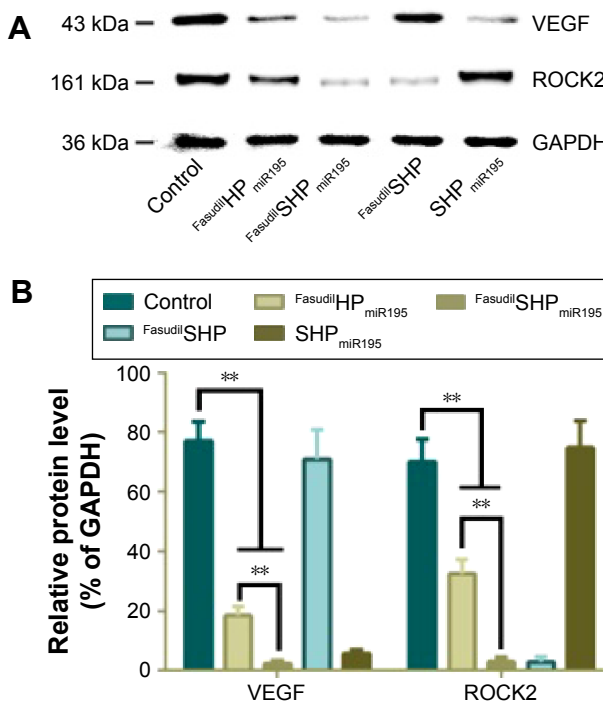 A
43 kDa VEGF
161 kDa ROCK2
36 kDa GAPDH
Control FasudilHPmiR195 FasudilSHPmiR195 FasudilSHP SHPmiR195
B
Control FasudilHPmiR195 FasudilSHPmiR195
FasudilSHP SHPmiR195
Relative protein level
(% of GAPDH)
100
80
60
40
20
0
** **
** **
VEGF ROCK2